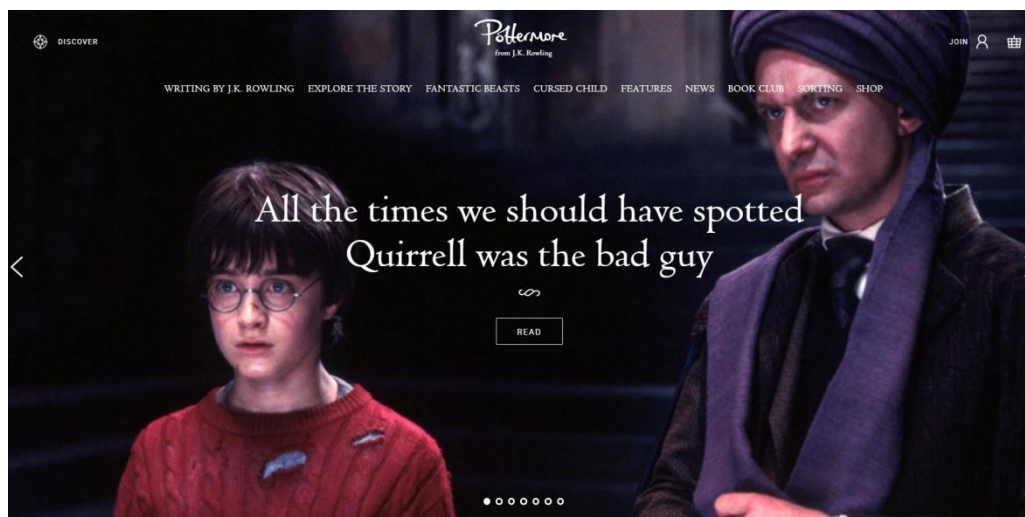 DISCOVER
Pottermore
from J.K. Rowling
JOIN
WRITING BY J.K. ROWLING EXPLORE THE STORY FANTASTIC BEASTS CURSED CHILD FEATURES NEWS BOOK CLUB SORTING SHOP
All the times we should have spotted
Quirrell was the bad guy
READ